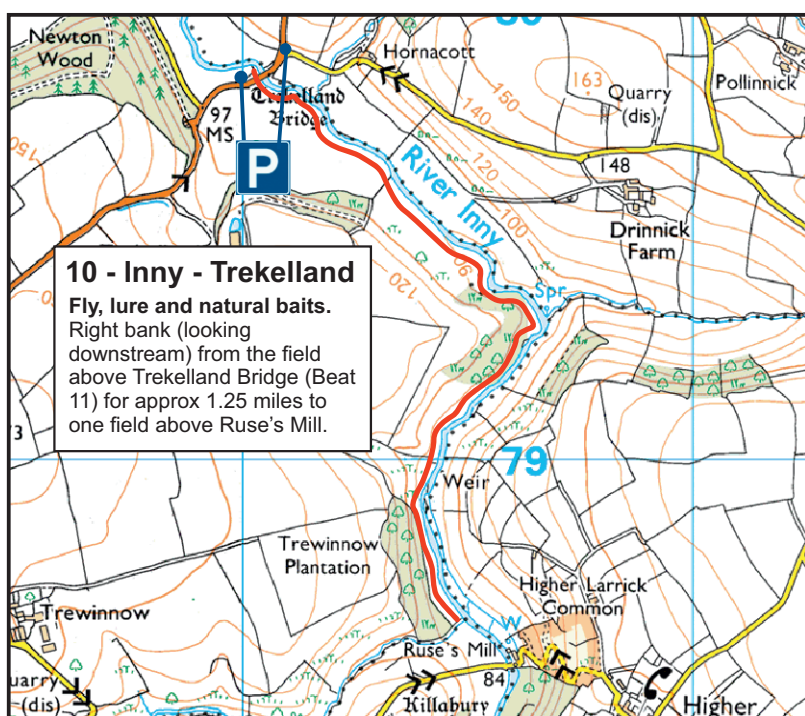 80
Newton
Wood
Hornacott
163
Quarry
(dis)
Pollinnick
150
140
120
100
97
MS
Trekelland
Bridge
P
River Inny
148
Drinnick
Farm
150
120
90
Spr
10 - Inny - Trekelland
Fly, lure and natural baits.
Right bank (looking
downstream) from the field
above Trekelland Bridge (Beat
11) for approx 1.25 miles to
one field above Ruse's Mill.
79
Weir
Trewinnow
Plantation
Higher Larrick
Common
Trewinnow
W
Ruse's Mill
84
uarry
(dis)
Killabury
Higher